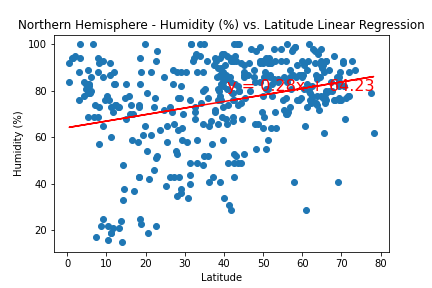 Northern Hemisphere - Humidity (%) vs. Latitude Linear Regression
100
80
60
40
20
Humidity (%)
y = 0.28x + 64.23
0 10 20 30 40 50 60 70 80
Latitude